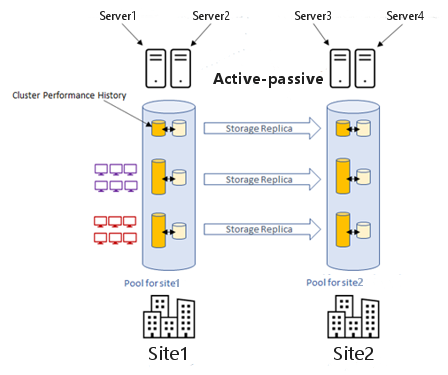 Server1 Server2 Server3 Server4
Active-passive
Cluster Performance History
Storage Replica
Storage Replica
Storage Replica
Pool for site1 Pool for site2
Site1 Site2